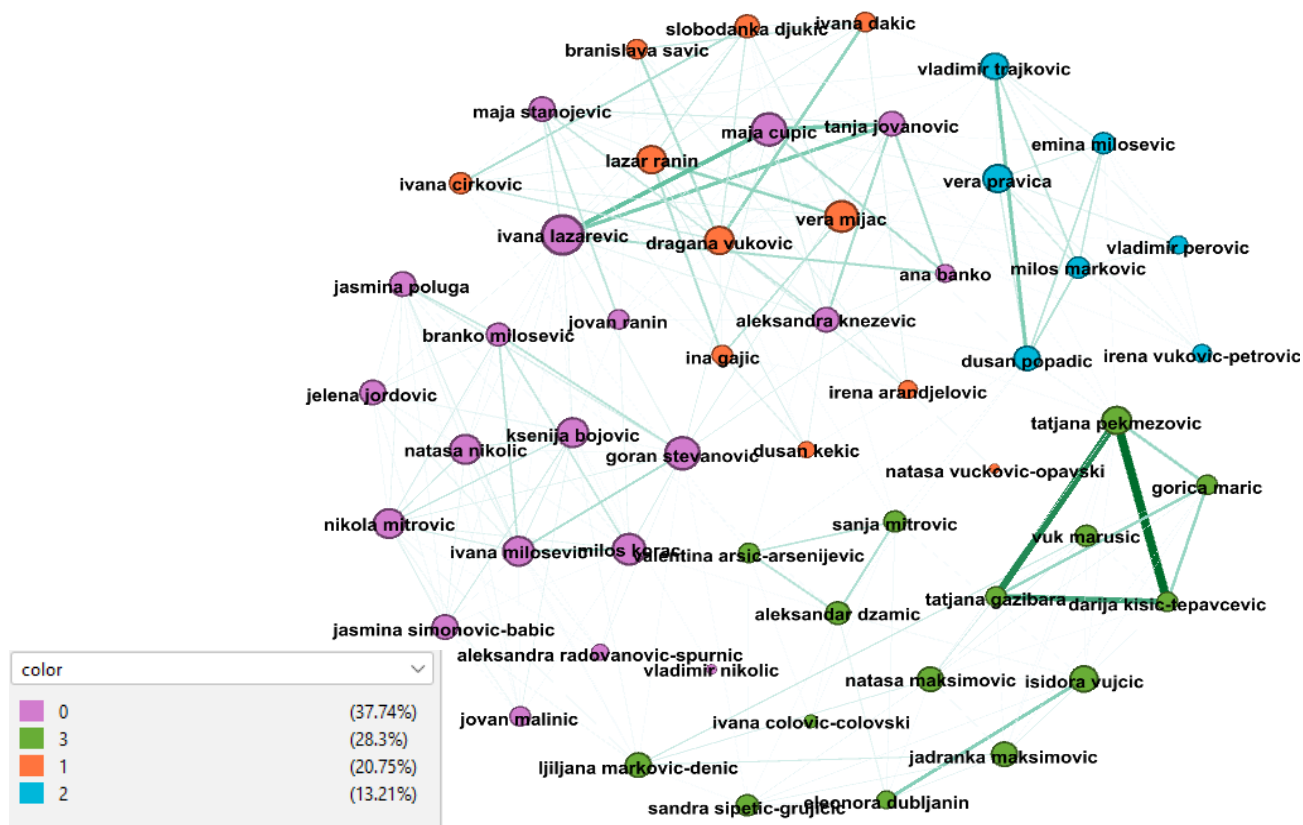 slobodanka djukic
ivana dakic
branislava savic
vladimir trajkovic
maja stanojevic
maja cupic
tanja jovanovic
emina milosevic
lazar ranin
ivana cirkovic
vera pravica
vera mijac
ivana lazarevic
dragana vukovic
vladimir perovic
milos markovic
ana banko
jasmina poluga
jovan ranin
aleksandra knezevic
branko milosevic
ina gajic
dusan popadic
irena vukovic-petrovic
jelena jordovic
irena arandjelovic
tatjana pekmezovic
ksenija bojovic
natasa nikolic
goran stevanovic
dusan kekic
natasa vuckovic-opavski
gorica maric
nikola mitrovic
sanja mitrovic
vuk marusic
ivana milosevic
milos korac
valentina arsic-arsenijevic
tatjana gazibara
darija kisic-tepavcevic
aleksandar dzamic
jasmina simonovic-babic
aleksandra radovanovic-spurnic
vladimir nikolic
natasa maksimovic
isidora vujcic
jovan malinic
ivana colovic-colovski
jadranka maksimovic
ljiljana markovic-denic
sandra sipetic-grujicic
eleonora dubljanin
color
0 (37.74%)
3 (28.3%)
1 (20.75%)
2 (13.21%)